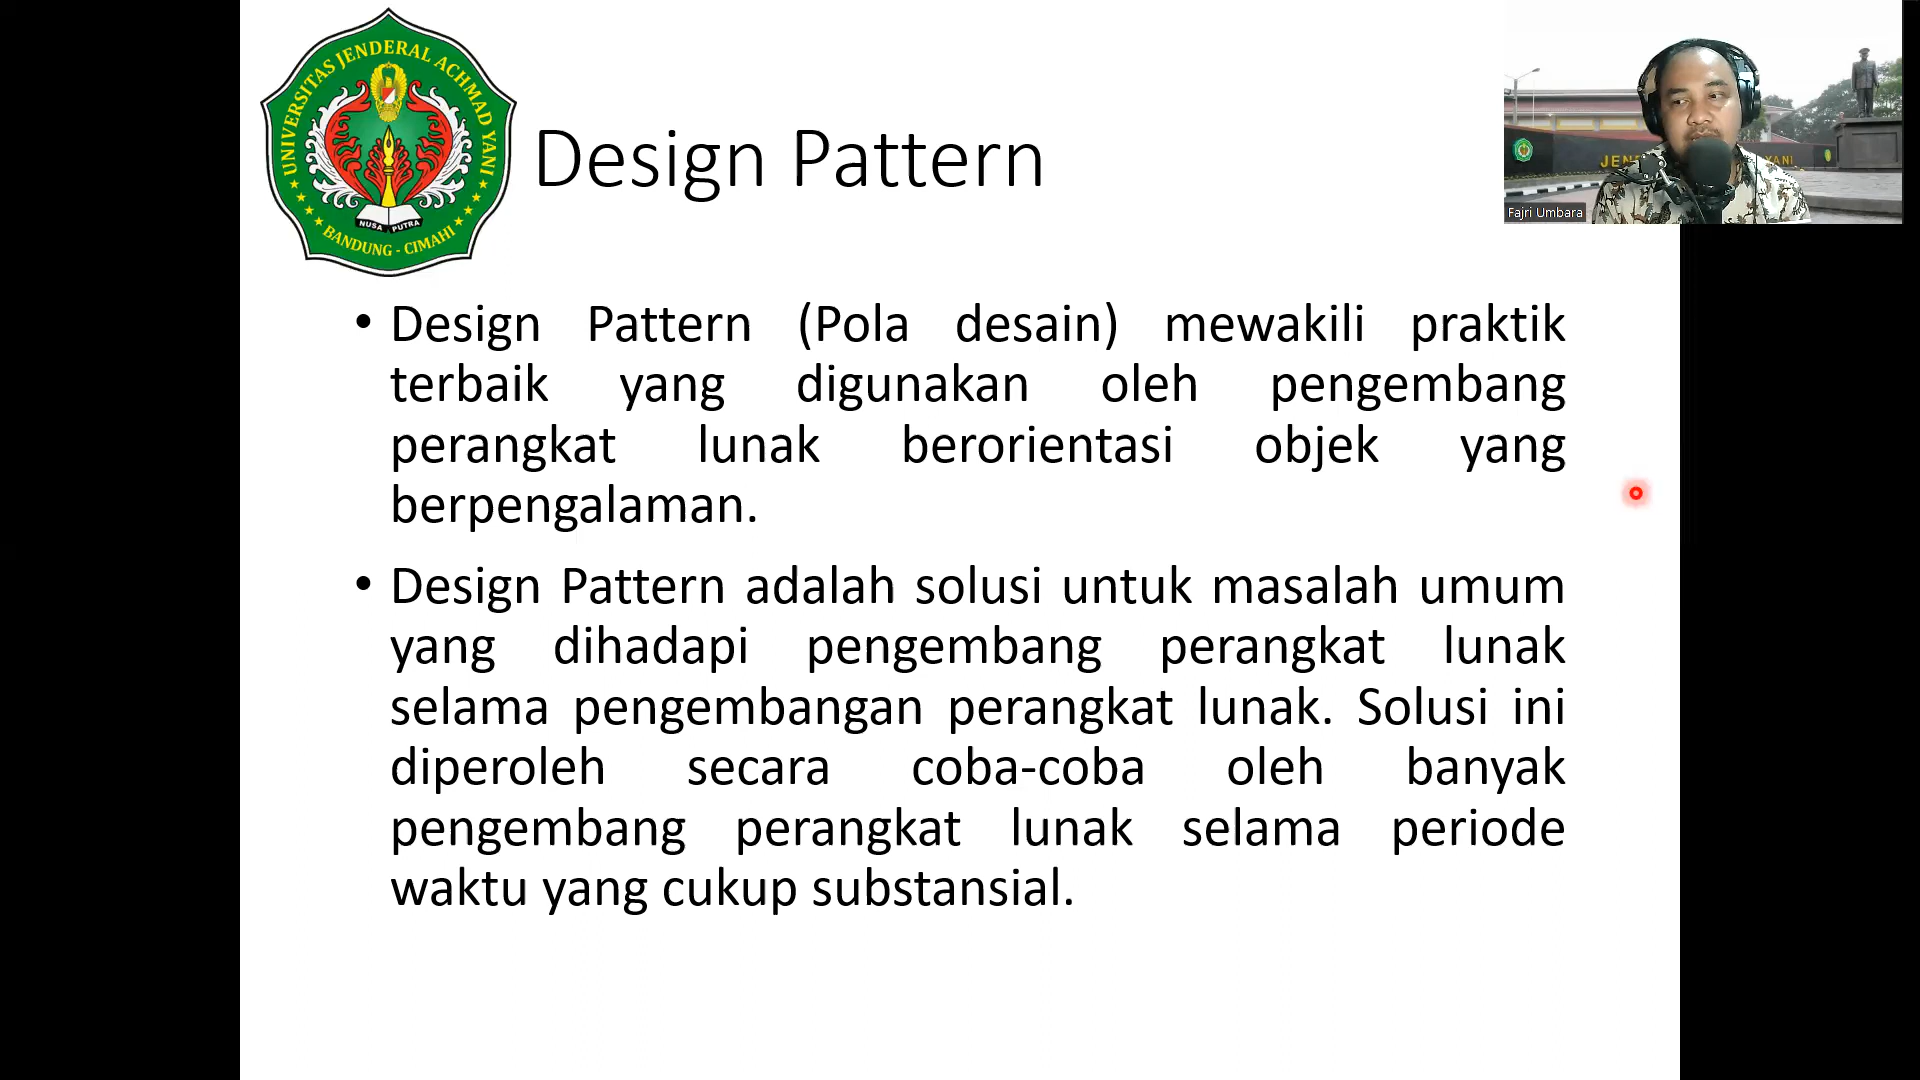 UNIVERSITAS JENDERAL ACHMAD YANI
NUSA PUTRA
BANDUNG - CIMAHI
Design Pattern
JEN
YANI
Fajri Umbara
• Design Pattern (Pola desain) mewakili praktik
terbaik yang digunakan oleh pengembang
perangkat lunak berorientasi objek yang
berpengalaman.
• Design Pattern adalah solusi untuk masalah umum
yang dihadapi pengembang perangkat lunak
selama pengembangan perangkat lunak. Solusi ini
diperoleh secara coba-coba oleh banyak
pengembang perangkat lunak selama periode
waktu yang cukup substansial.